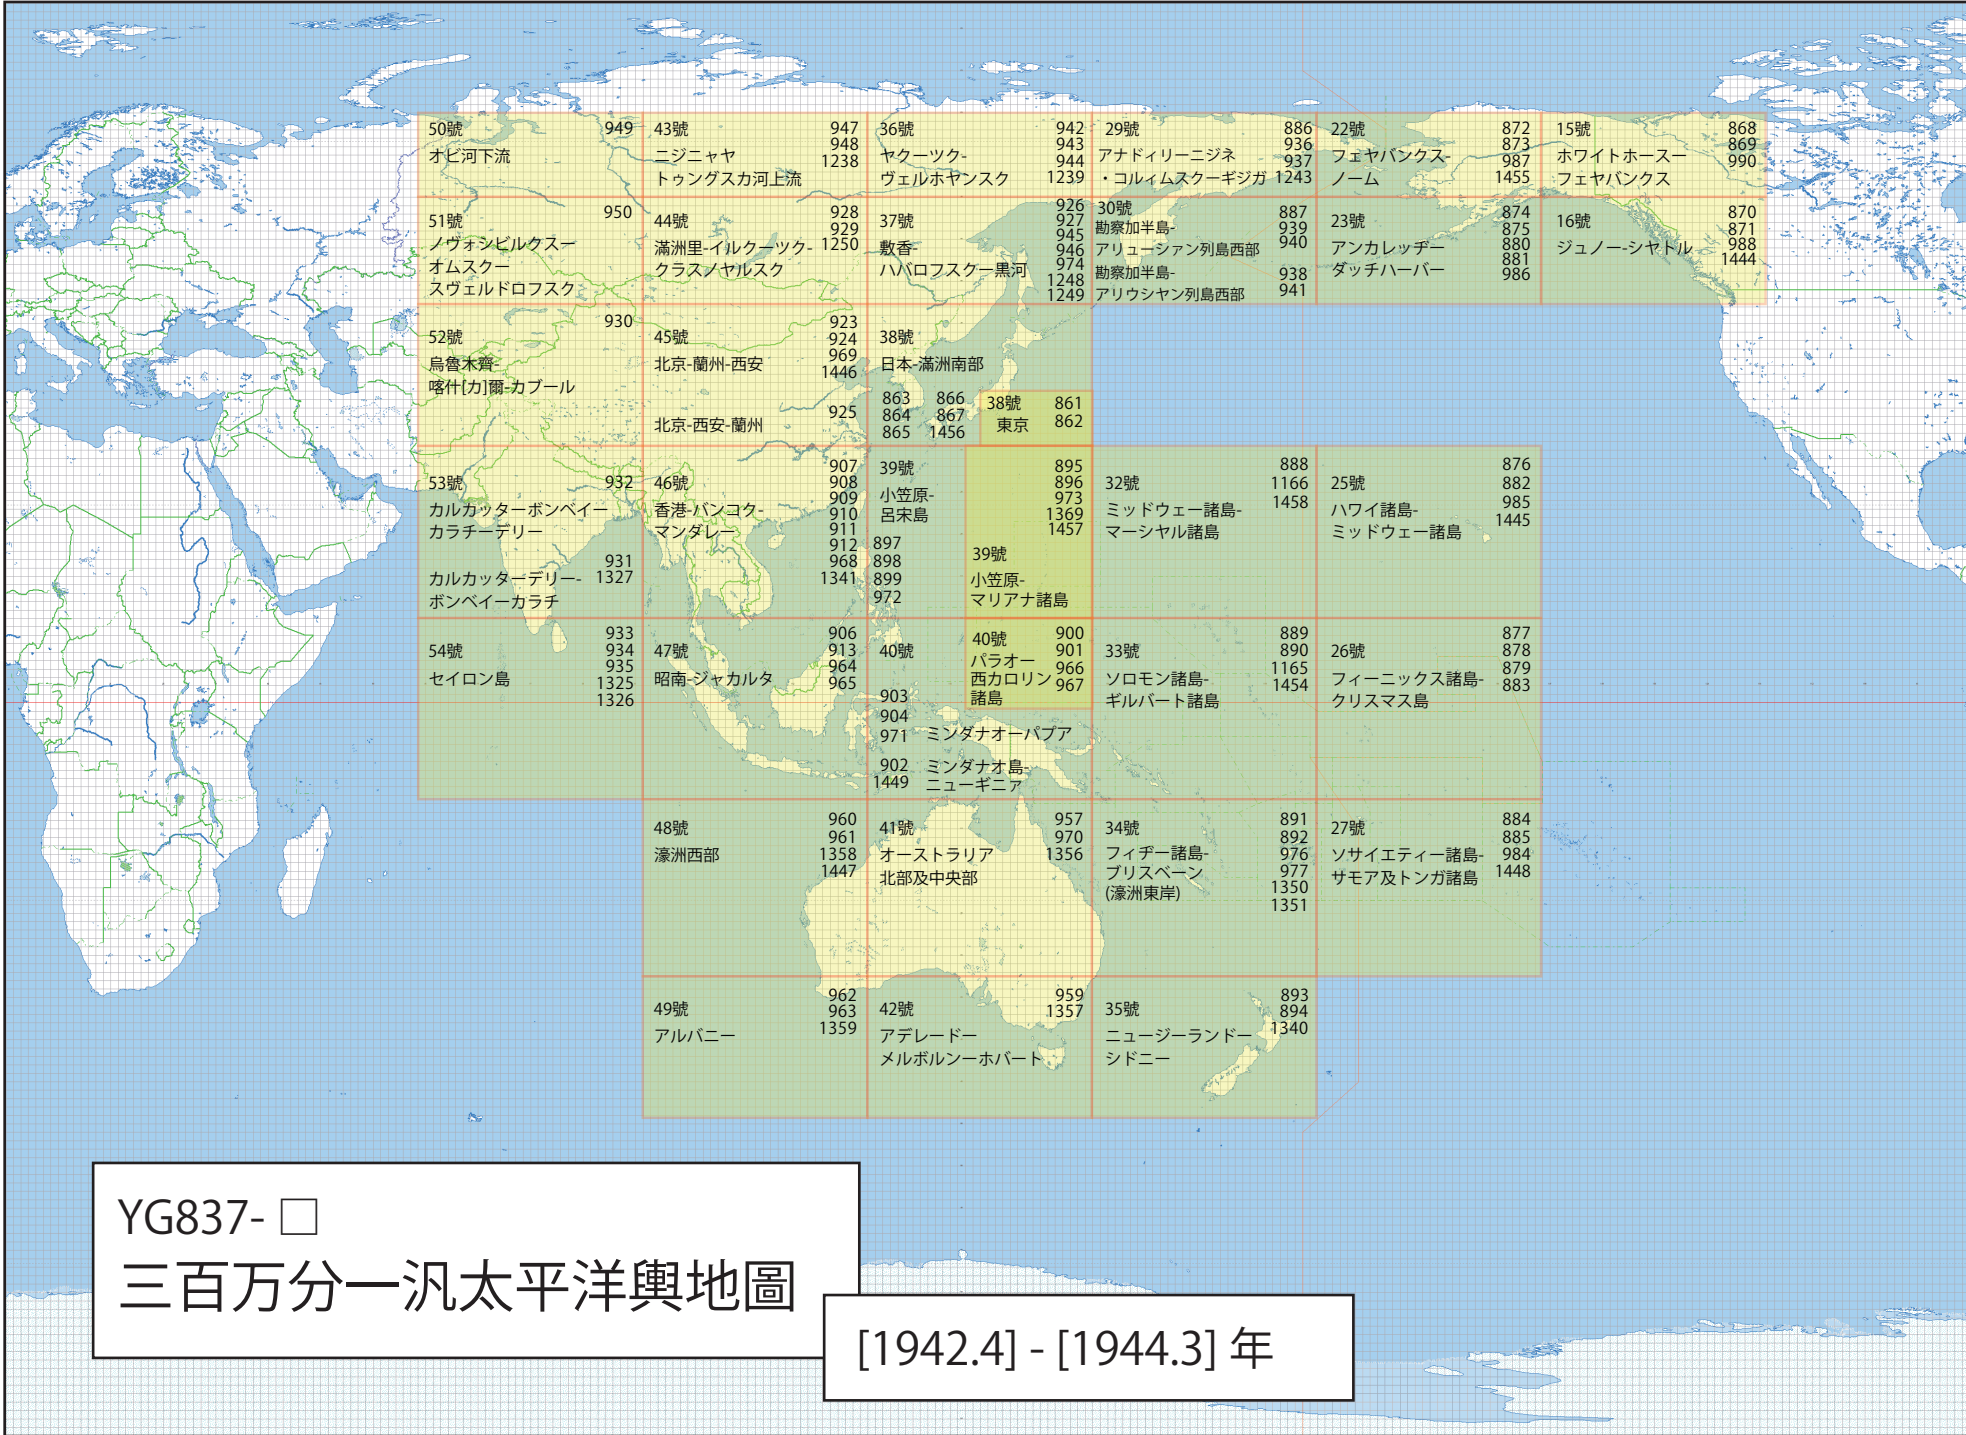 50號 949
オビ河下流
43號 947
948
ニジニャヤ 1238
トゥングスカ河上流
36號 942
943
ヤクーツク- 944
ヴェルホヤンスク 1239
29號 886
936
アナドィリーニジネ 937
・コルィムスクーギジガ 1243
22號 872
873
フェヤバンクス- 987
ノーム 1455
15號 868
869
ホワイトホースー 990
フェヤバンクス
51號 950
ノヴォシビルクスー
オムスクー
スヴェルドロフスク
44號 928
929
滿洲里-イルクーツク- 1250
クラスノヤルスク
37號 926
927
945
敷香- 946
ハバロフスクー黒河 974
1248
1249
30號 887
勘察加半島- 939
アリューシァン列島西部 940
勘察加半島- 938
アリウシヤン列島西部 941
23號 874
875
アンカレッヂー 880
ダッチハーバー 881
986
16號 870
871
ジュノーーシヤトル 988
1444
52號 930
烏魯木齊-
喀什[力]爾-カブール
45號 923
924
北京-蘭州-西安 969
1446
北京-西安-蘭州 925
38號
日本-滿洲南部
863 866
864 867
865 1456
38號 861
東京 862
53號 932
カルカッターボンベイー
カラチーデリー
931
カルカッターデリー- 1327
ボンベイーカラチ
46號 907
908
香港-バンコク- 909
マンダレー 910
911
912
968
1341
39號
小笠原-
呂宋島
897
898
899
972
895
896
973
1369
1457
39號
小笠原-
マリアナ諸島
32號 888
1166
ミッドウェー諸島- 1458
マーシヤル諸島
25號 876
882
ハワイ諸島- 985
ミッドウェー諸島 1445
54號 933
934
セイロン島 935
1325
1326
47號 906
913
昭南-ジャカルタ 964
965
40號
903
904
971 ミンダナオーパプア
902 ミンダナオ島-
1449 ニューギニア
40號 900
パラオー 901
西カロリン 966
諸島 967
33號 889
890
ソロモン諸島- 1165
ギルバート諸島 1454
26號 877
878
フィーニックス諸島- 879
クリスマス島 883
48號 960
961
濠洲西部 1358
1447
41號 957
970
オーストラリア 1356
北部及中央部
34號 891
892
フィヂー諸島- 976
ブリスベーン 977
(濠洲東岸) 1350
1351
27號 884
885
ソサイエティー諸島- 984
サモア及トンガ諸島 1448
49號 962
963
アルバニー 1359
42號 959
1357
アデレードー
メルボルンーホバート
35號 893
894
ニュージーランドー 1340
シドニー
YG837- □
三百万分一汎太平洋輿地圖
[1942.4] - [1944.3] 年